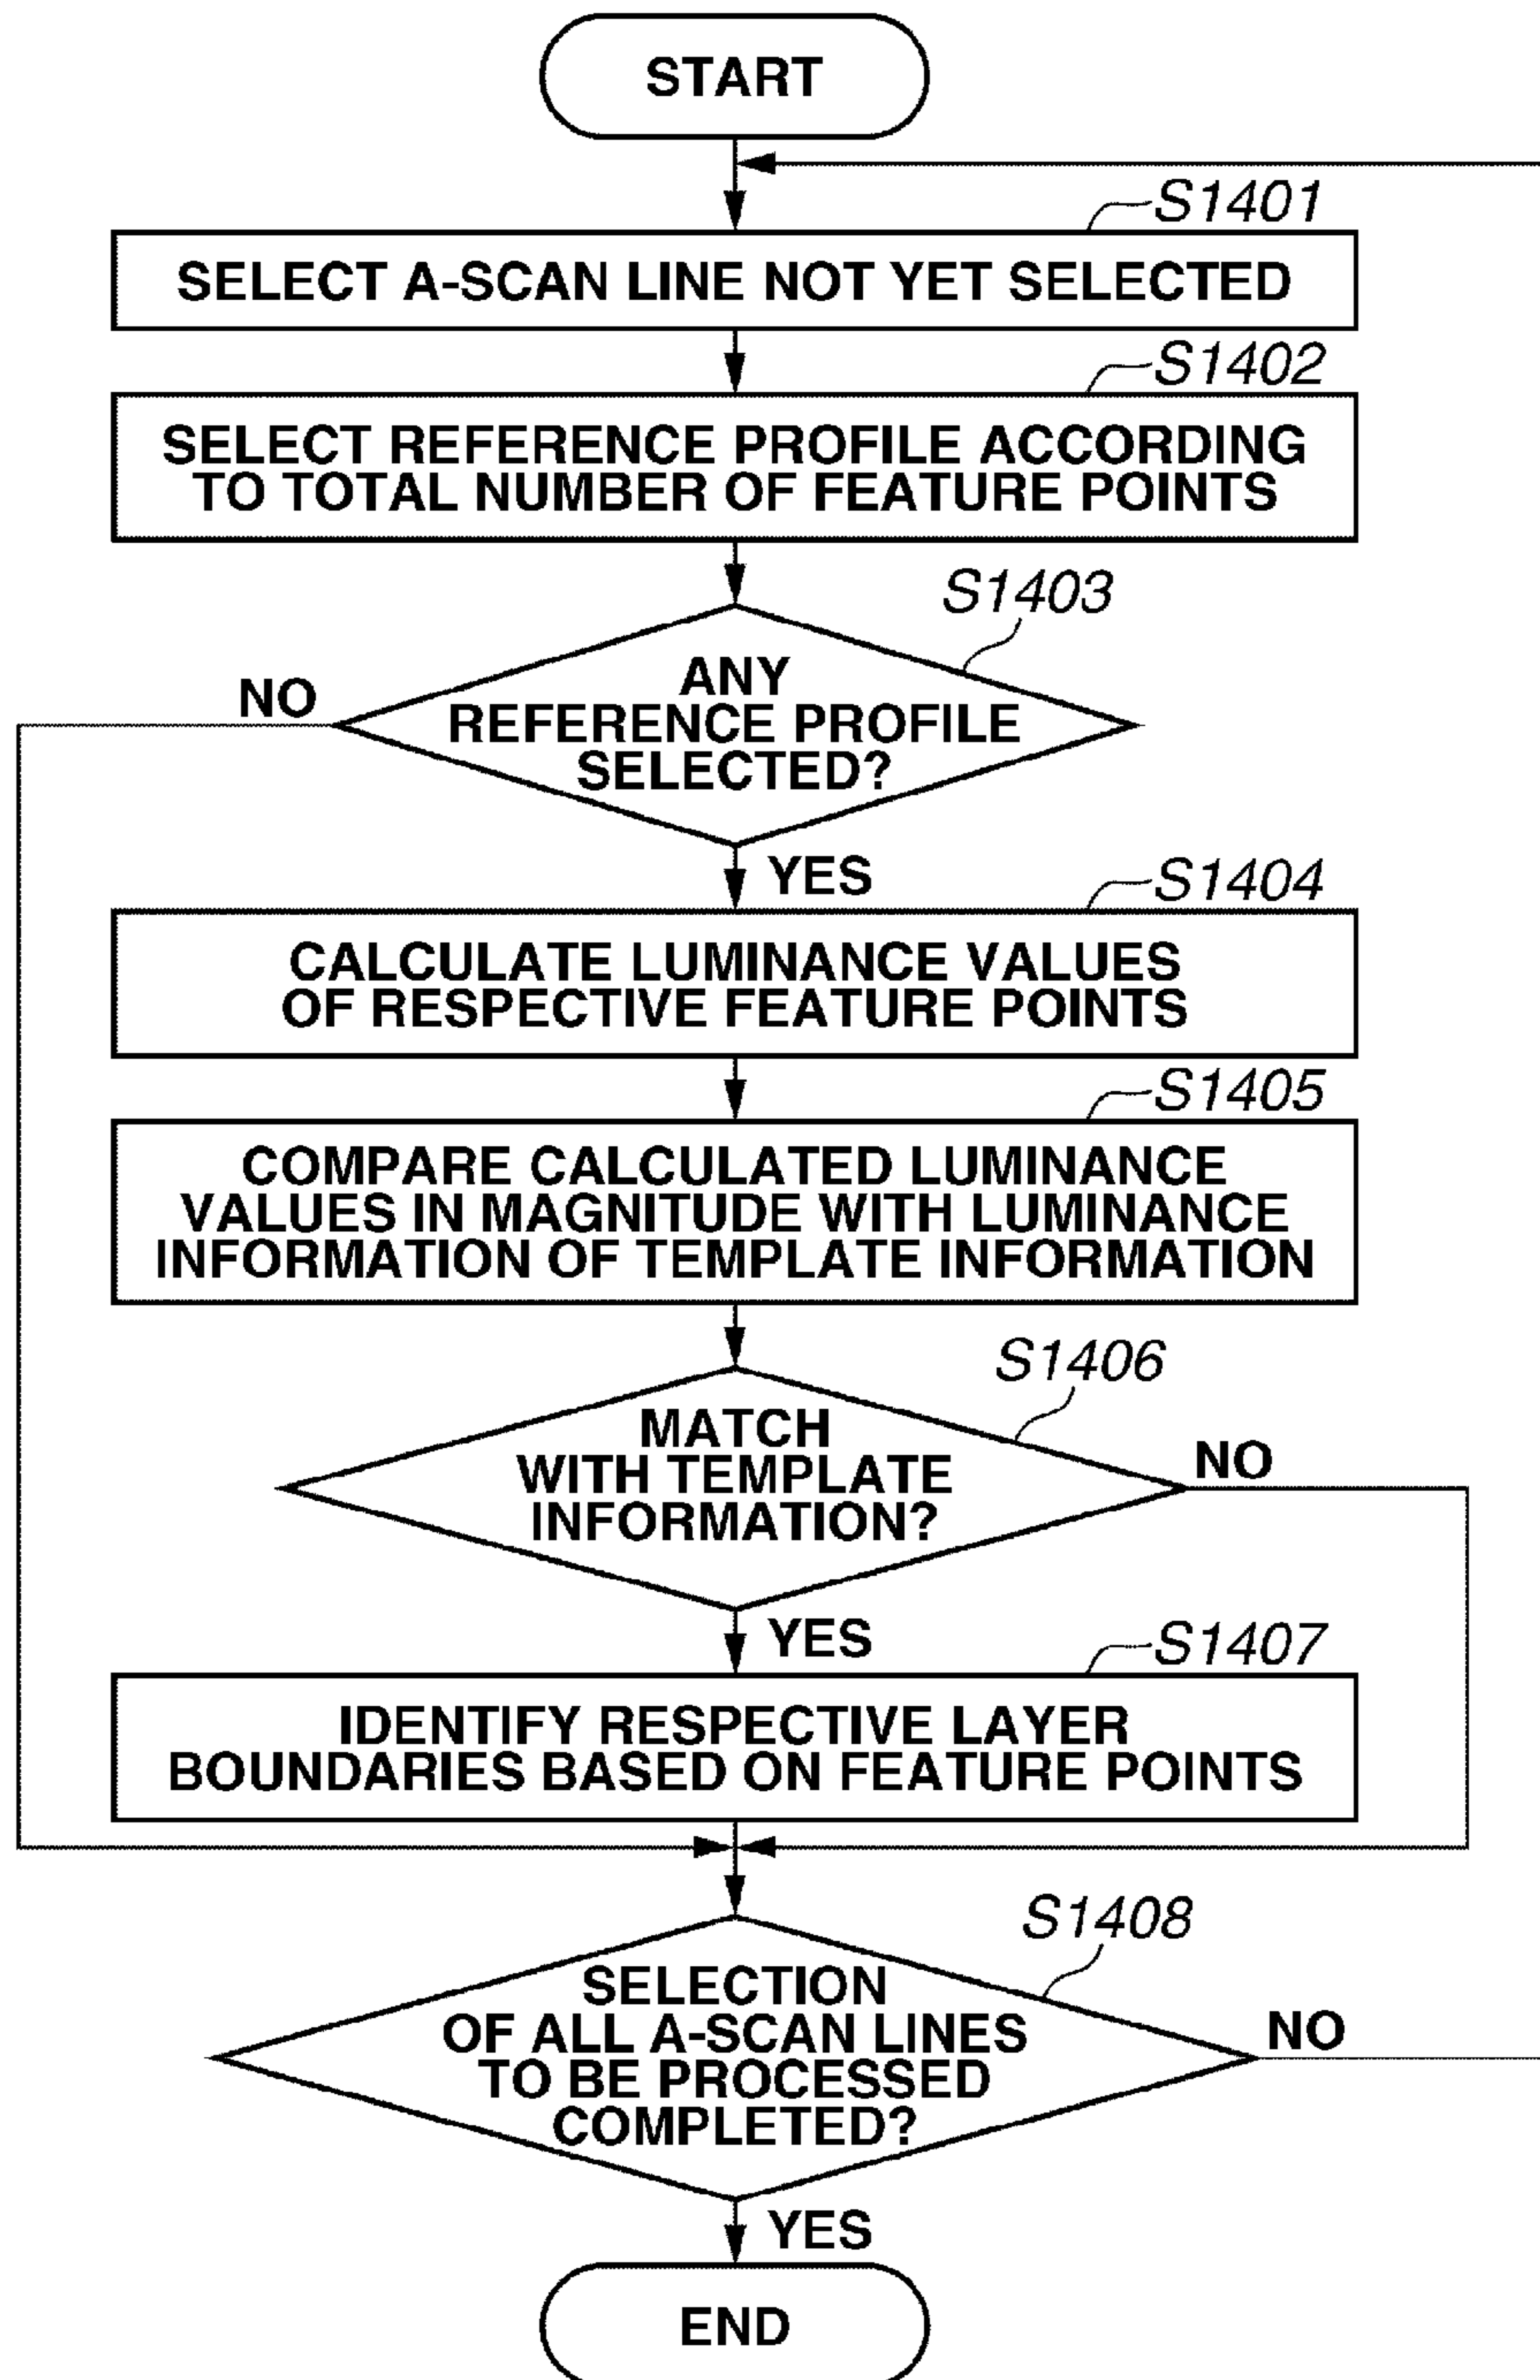 START
S1401
SELECT A-SCAN LINE NOT YET SELECTED
S1402
SELECT REFERENCE PROFILE ACCORDING
TO TOTAL NUMBER OF FEATURE POINTS
S1403
ANY
REFERENCE PROFILE
SELECTED?
NO
YES
S1404
CALCULATE LUMINANCE VALUES
OF RESPECTIVE FEATURE POINTS
S1405
COMPARE CALCULATED LUMINANCE
VALUES IN MAGNITUDE WITH LUMINANCE
INFORMATION OF TEMPLATE INFORMATION
S1406
MATCH
WITH TEMPLATE
INFORMATION?
NO
YES
S1407
IDENTIFY RESPECTIVE LAYER
BOUNDARIES BASED ON FEATURE POINTS
S1408
SELECTION
OF ALL A-SCAN LINES
TO BE PROCESSED
COMPLETED?
NO
YES
END